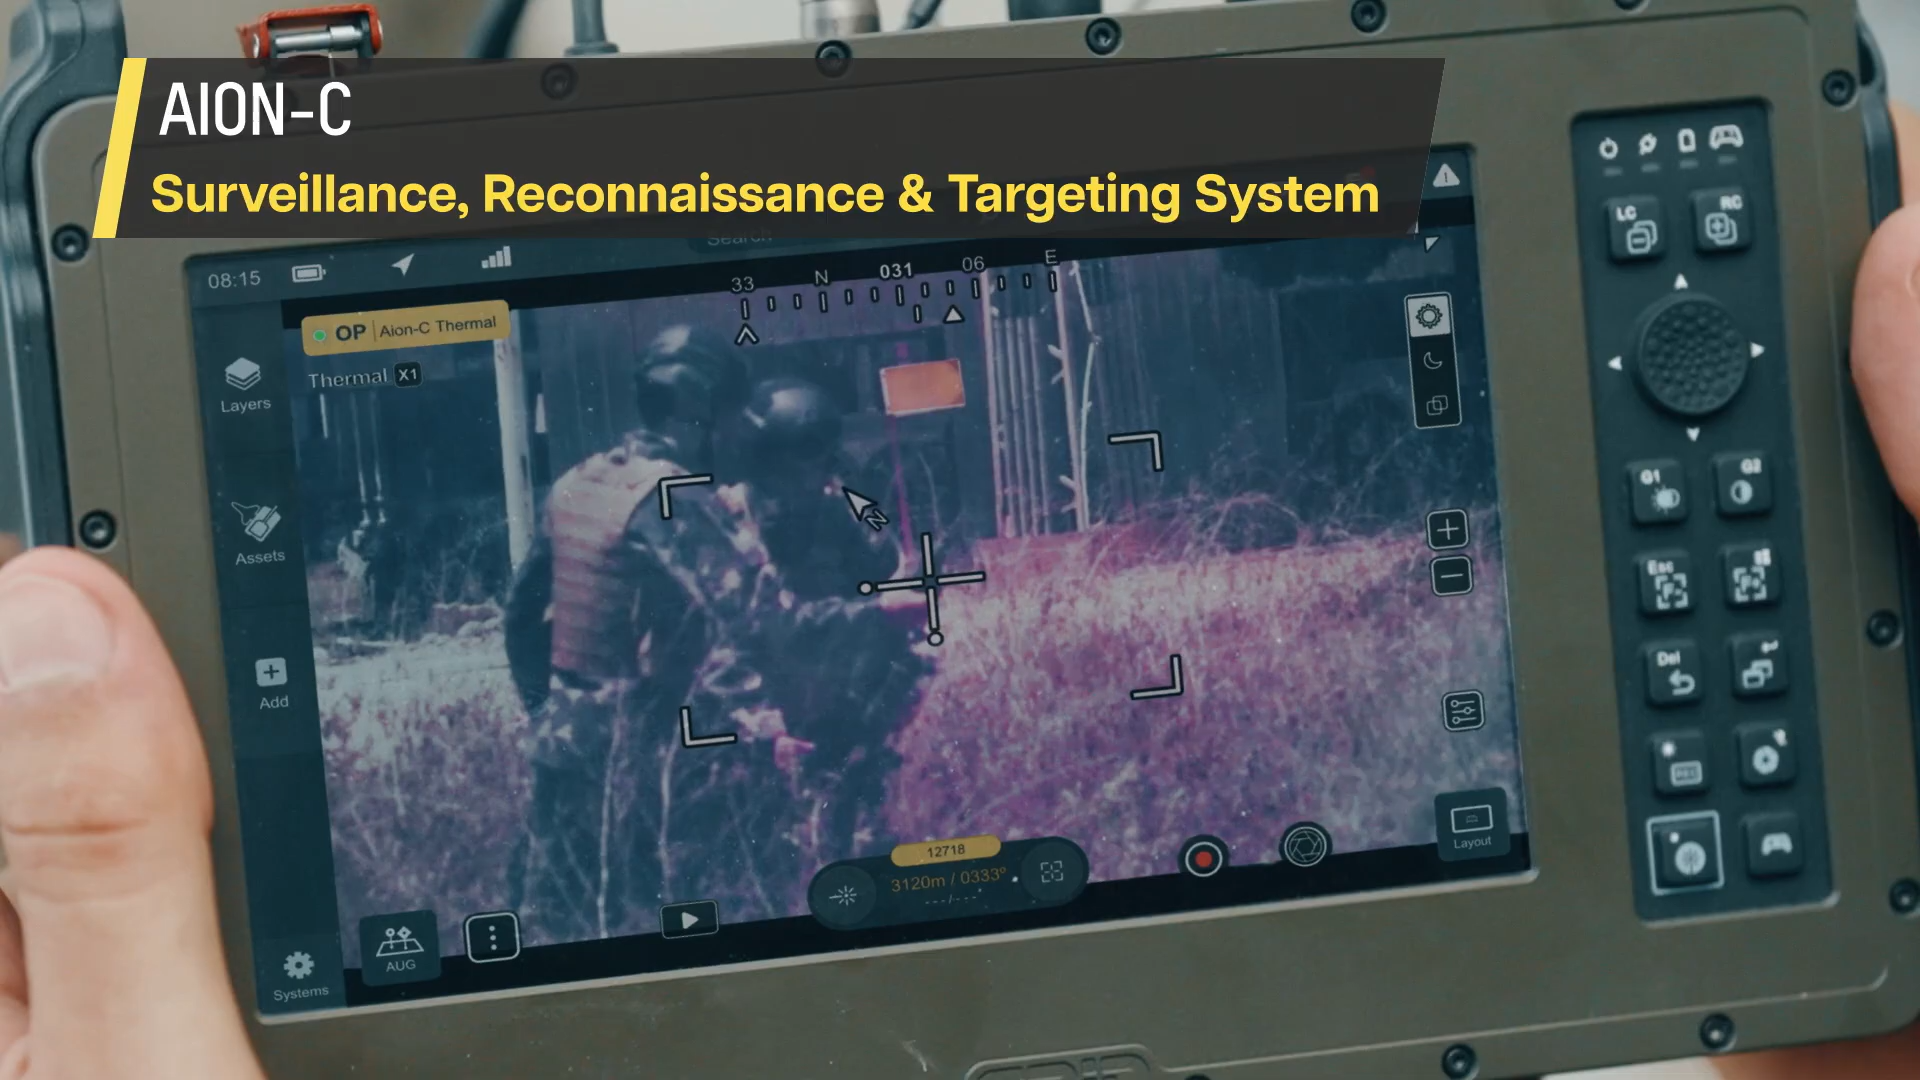 AION-C
Surveillance, Reconnaissance & Targeting System
Search
08:15
33 N 031 06 E
OP Aion-C Thermal
Thermal X1
Layers
Assets
Add
Systems
AUG
N
12718
3120m / 0333°
---/---
Layout
LC RC
G1 G2
Esc
Del